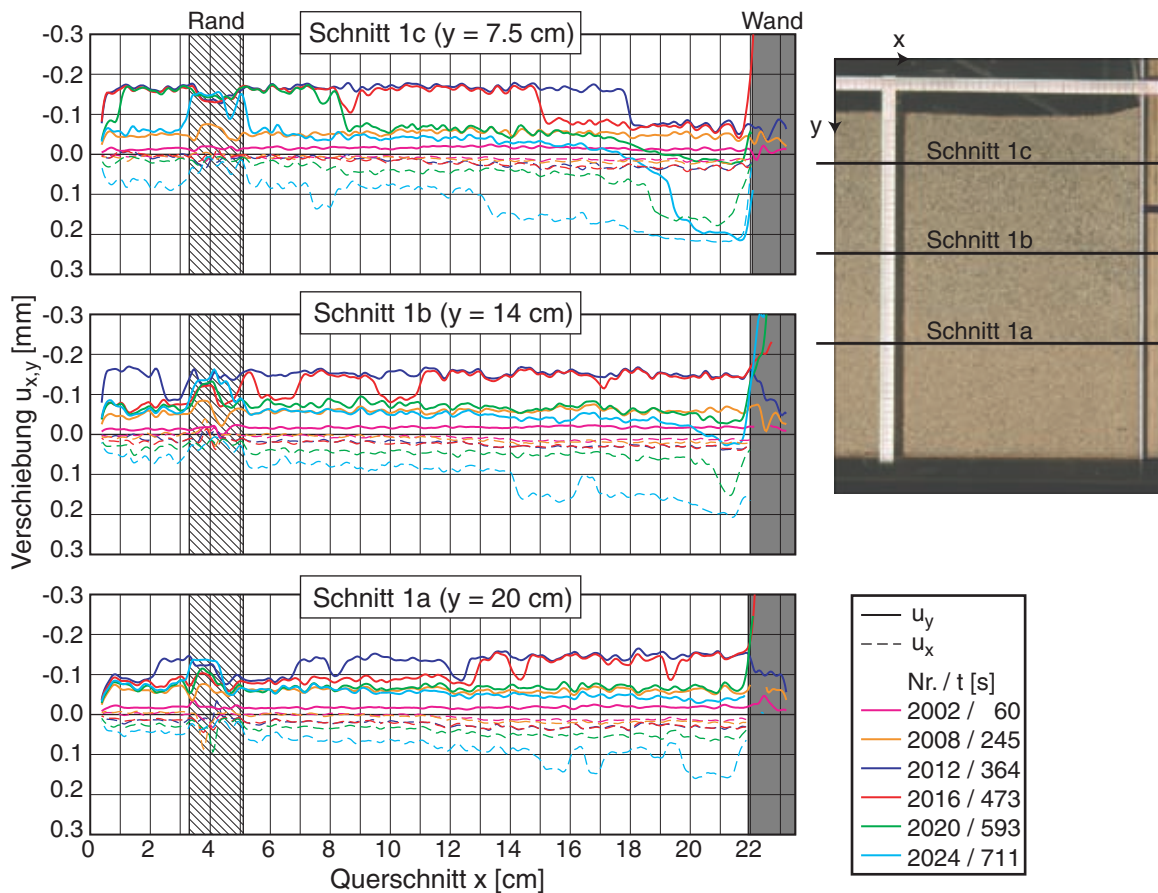 Rand
Wand
Schnitt 1c (y = 7.5 cm)
-0.3
-0.2
-0.1
0.0
0.1
0.2
0.3
Schnitt 1b (y = 14 cm)
-0.3
-0.2
-0.1
0.0
0.1
0.2
0.3
Schnitt 1a (y = 20 cm)
-0.3
-0.2
-0.1
0.0
0.1
0.2
0.3
Verschiebung ux,y [mm]
0 2 4 6 8 10 12 14 16 18 20 22
Querschnitt x [cm]
x
y
Schnitt 1c
Schnitt 1b
Schnitt 1a
uy
ux
Nr. / t [s]
2002 / 60
2008 / 245
2012 / 364
2016 / 473
2020 / 593
2024 / 711